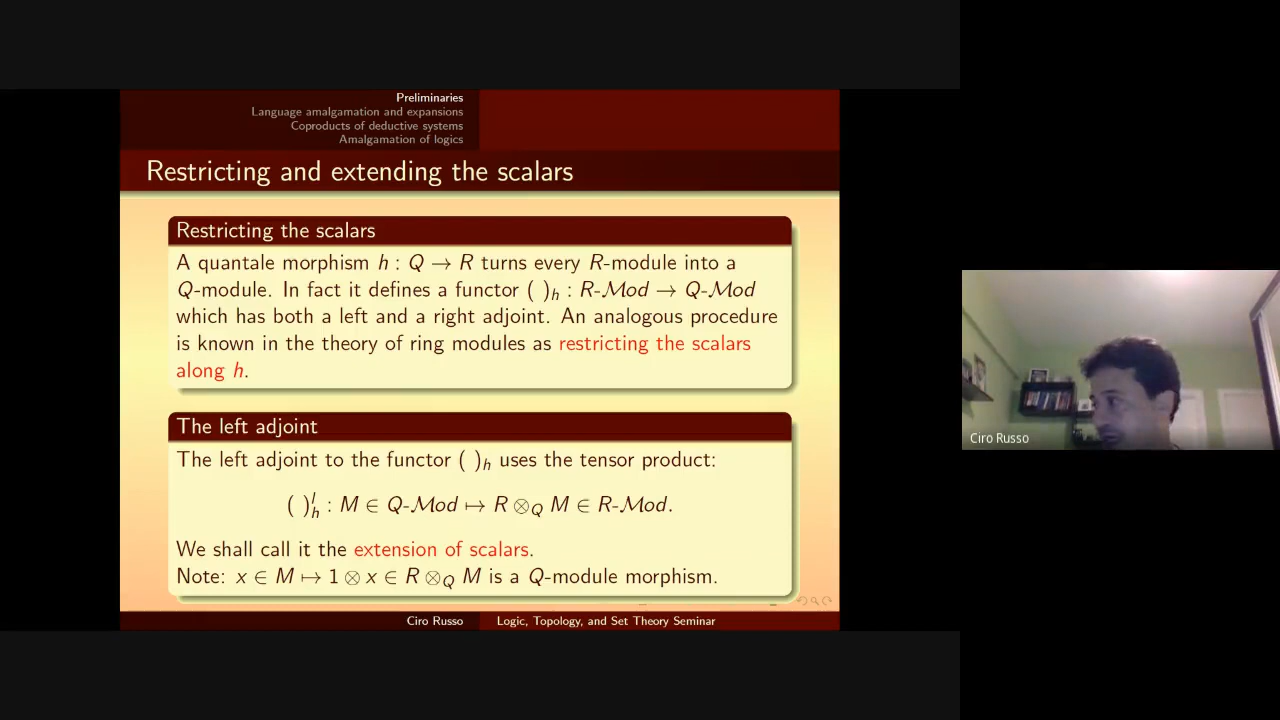 Preliminaries
Language amalgamation and expansions
Coproducts of deductive systems
Amalgamation of logics
Restricting and extending the scalars
Restricting the scalars
A quantale morphism h : Q → R turns every R-module into a
Q-module. In fact it defines a functor ( )_h : R-Mod → Q-Mod
which has both a left and a right adjoint. An analogous procedure
is known in the theory of ring modules as restricting the scalars
along h.
The left adjoint
The left adjoint to the functor ( )_h uses the tensor product:
( )^l_h : M ∈ Q-Mod ↦ R ⊗_Q M ∈ R-Mod.
We shall call it the extension of scalars.
Note: x ∈ M ↦ 1 ⊗ x ∈ R ⊗_Q M is a Q-module morphism.
Ciro Russo
Logic, Topology, and Set Theory Seminar
Ciro Russo